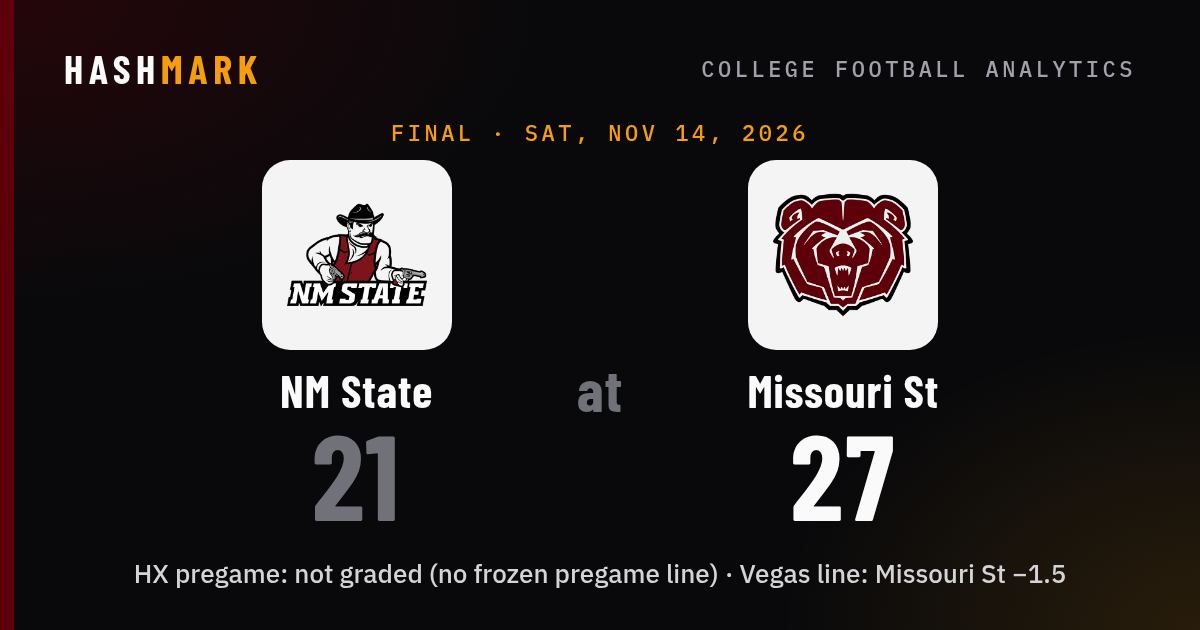 HASHMARK
COLLEGE FOOTBALL ANALYTICS
FINAL · SAT, NOV 14, 2026
NM STATE
NM State
at
Missouri St
21
27
HX pregame: not graded (no frozen pregame line) · Vegas line: Missouri St −1.5